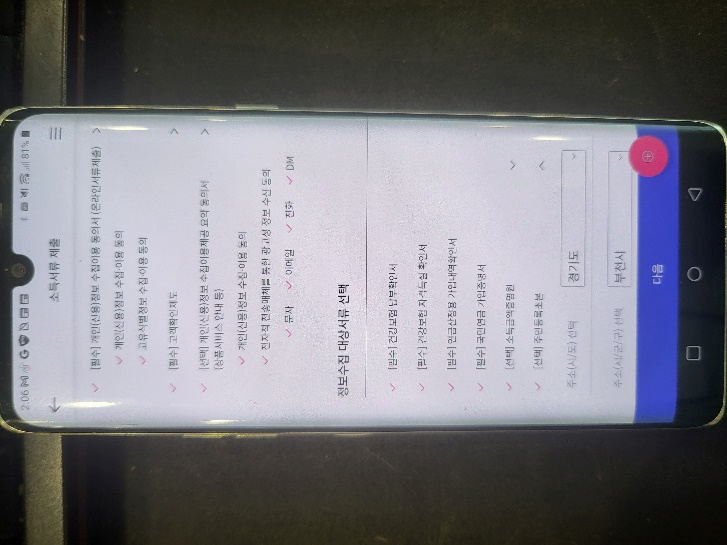 2:06
81%
소득서류 제출
[필수] 개인(신용)정보 수집이용 동의서 (온라인서류제출)
개인(신용)정보 수집·이용 동의
고유식별정보 수집·이용 동의
[필수] 고객확인제도
[선택] 개인(신용)정보 수집이용제공 요약 동의서
(상품서비스 안내 등)
개인(신용)정보 수집·이용 동의
전자적 전송매체를 통한 광고성 정보 수신 동의
문자 이메일 전화 DM
정보수집 대상서류 선택
[필수] 건강보험 납부확인서
[필수] 건강보험 자격득실 확인서
[필수] 연금산정용 가입내역확인서
[필수] 국민연금 가입증명서
[선택] 소득금액증명원
[선택] 주민등록초본
주소(시/도) 선택 경기도
주소(시/군/구) 선택 부천시
다음